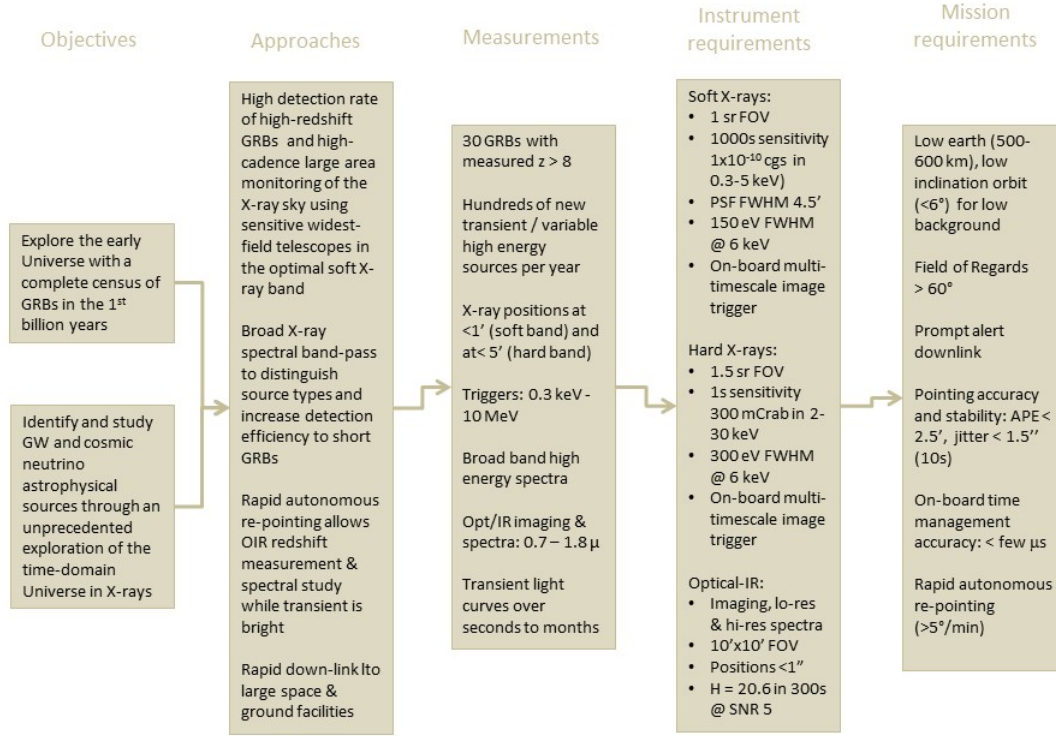 Objectives
Approaches
Measurements
Instrument
requirements
Mission
requirements
Explore the early
Universe with a
complete census of
GRBs in the 1st
billion years
Identify and study
GW and cosmic
neutrino
astrophysical
sources through an
unprecedented
exploration of the
time-domain
Universe in X-rays
High detection rate
of high-redshift
GRBs and high-
cadence large area
monitoring of the
X-ray sky using
sensitive widest-
field telescopes in
the optimal soft X-
ray band
Broad X-ray
spectral band-pass
to distinguish
source types and
increase detection
efficiency to short
GRBs
Rapid autonomous
re-pointing allows
OIR redshift
measurement &
spectral study
while transient is
bright
Rapid down-link lto
large space &
ground facilities
30 GRBs with
measured z > 8
Hundreds of new
transient / variable
high energy
sources per year
X-ray positions at
<1' (soft band) and
at< 5' (hard band)
Triggers: 0.3 keV -
10 MeV
Broad band high
energy spectra
Opt/IR imaging &
spectra: 0.7 – 1.8 µ
Transient light
curves over
seconds to months
Soft X-rays:
• 1 sr FOV
• 1000s sensitivity
1x10⁻¹⁰ cgs in
0.3-5 keV)
• PSF FWHM 4.5'
• 150 eV FWHM
@ 6 keV
• On-board multi-
timescale image
trigger
Hard X-rays:
• 1.5 sr FOV
• 1s sensitivity
300 mCrab in 2-
30 keV
• 300 eV FWHM
@ 6 keV
• On-board multi-
timescale image
trigger
Optical-IR:
• Imaging, lo-res
& hi-res spectra
• 10'x10' FOV
• Positions <1"
• H = 20.6 in 300s
@ SNR 5
Low earth (500-
600 km), low
inclination orbit
(<6°) for low
background
Field of Regards
> 60°
Prompt alert
downlink
Pointing accuracy
and stability: APE <
2.5', jitter < 1.5''
(10s)
On-board time
management
accuracy: < few µs
Rapid autonomous
re-pointing
(>5°/min)